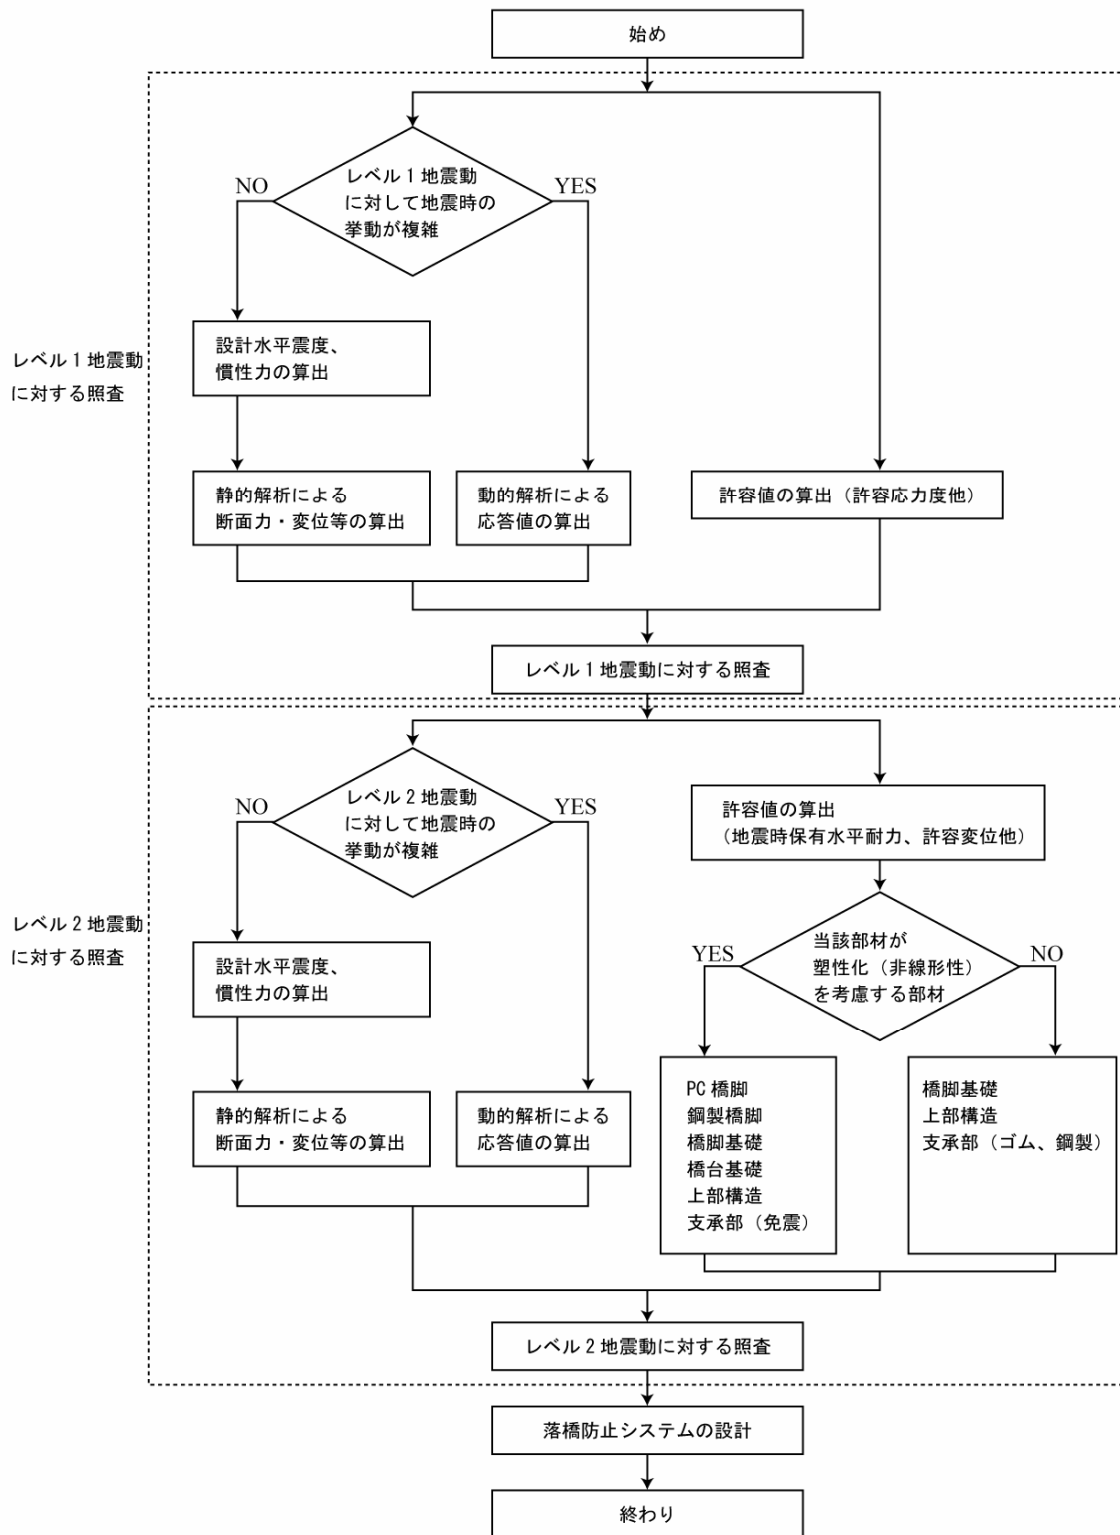 始め
レベル1地震動
に対して地震時の
挙動が複雑
NO
YES
設計水平震度、
慣性力の算出
レベル1地震動
に対する照査
静的解析による
断面力・変位等の算出
動的解析による
応答値の算出
許容値の算出（許容応力度他）
レベル1地震動に対する照査
レベル2地震動
に対して地震時の
挙動が複雑
NO
YES
許容値の算出
（地震時保有水平耐力、許容変位他）
レベル2地震動
に対する照査
設計水平震度、
慣性力の算出
当該部材が
塑性化（非線形性）
を考慮する部材
YES
NO
静的解析による
断面力・変位等の算出
動的解析による
応答値の算出
PC橋脚
鋼製橋脚
橋脚基礎
橋台基礎
上部構造
支承部（免震）
橋脚基礎
上部構造
支承部（ゴム、鋼製）
レベル2地震動に対する照査
落橋防止システムの設計
終わり